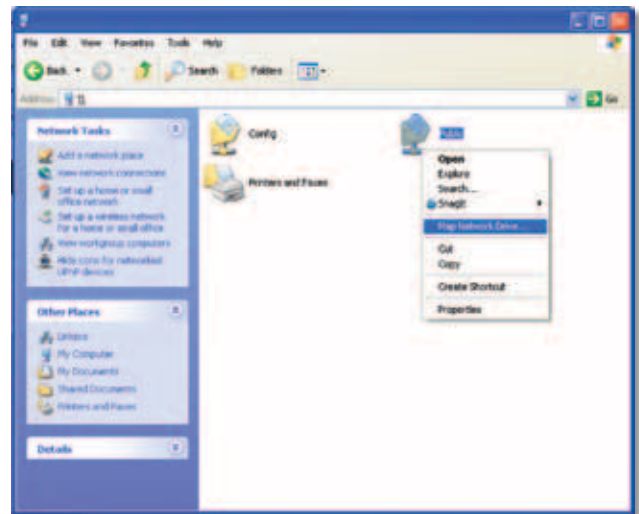 File Edit View Favorites Tools Help
Back Search Folders
Address Go
Network Tasks
Add a network place
View network connections
Set up a home or small
office network
Set up a wireless network
for a home or small office
View workgroup computers
Hide icons for networked
UPnP devices
Other Places
My Computer
My Documents
Shared Documents
Printers and Faxes
Details
Config
Printers and Faxes
Public
Open
Explore
Search...
SnagIt
Map Network Drive...
Cut
Copy
Create Shortcut
Properties